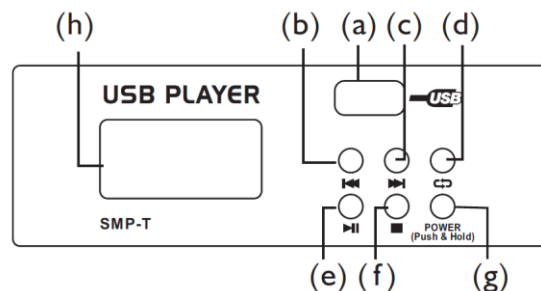 (h) (b) (a) (c) (d)
USB PLAYER
USB
SMP-T
POWER
(Push & Hold)
(e) (f) (g)